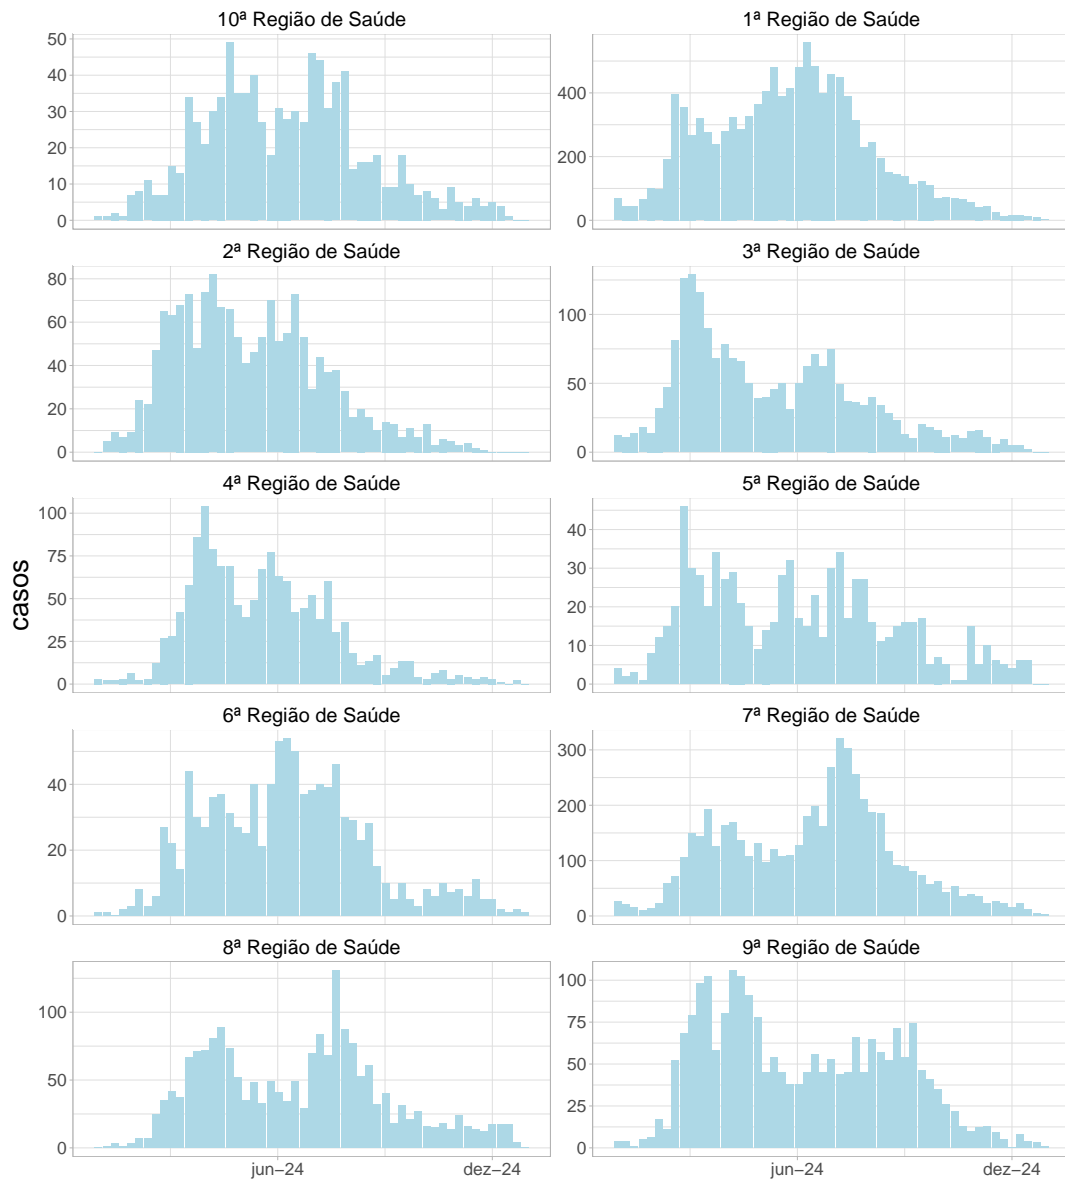 10ª Região de Saúde
1ª Região de Saúde
50
40
30
20
10
0
400
200
0
2ª Região de Saúde
3ª Região de Saúde
80
60
40
20
0
100
50
0
4ª Região de Saúde
5ª Região de Saúde
100
75
50
25
0
40
30
20
10
0
casos
6ª Região de Saúde
7ª Região de Saúde
40
20
0
300
200
100
0
8ª Região de Saúde
9ª Região de Saúde
100
50
0
100
75
50
25
0
jun−24
dez−24
jun−24
dez−24